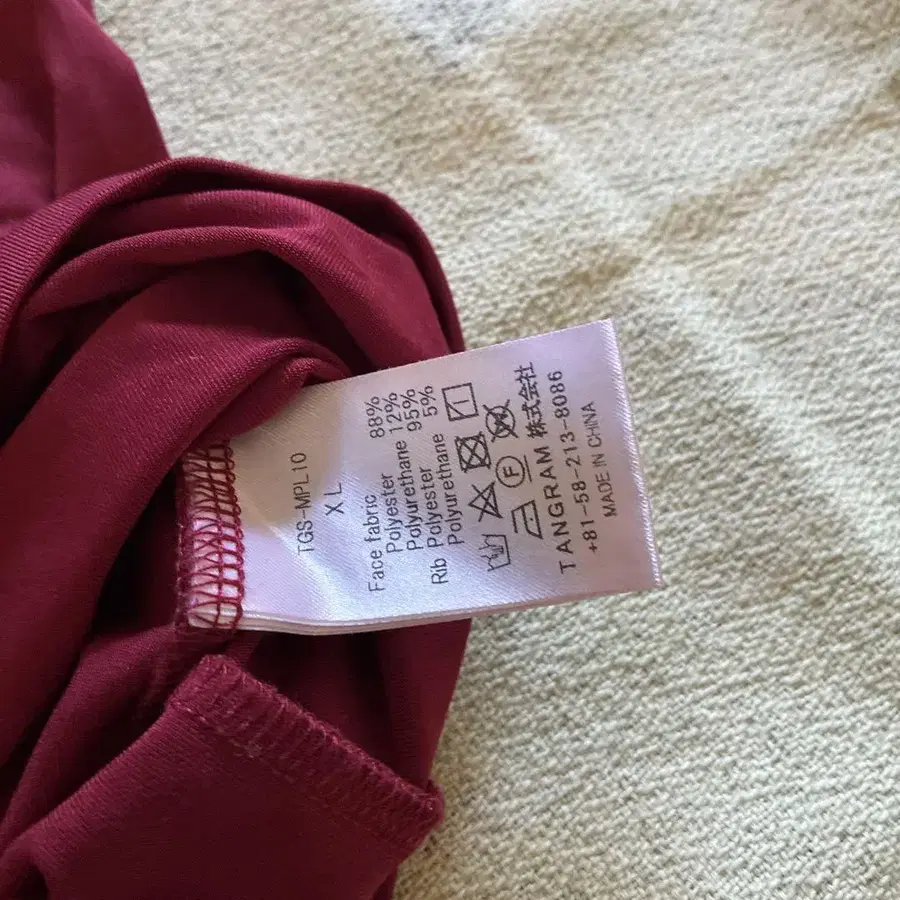 TGS-MPL10
XL
Face fabric
Polyester 88%
Polyurethane 12%
Rib Polyester 95%
Polyurethane 5%
F
W
TANGRAM 株式会社
+81-58-213-8086
MADE IN CHINA